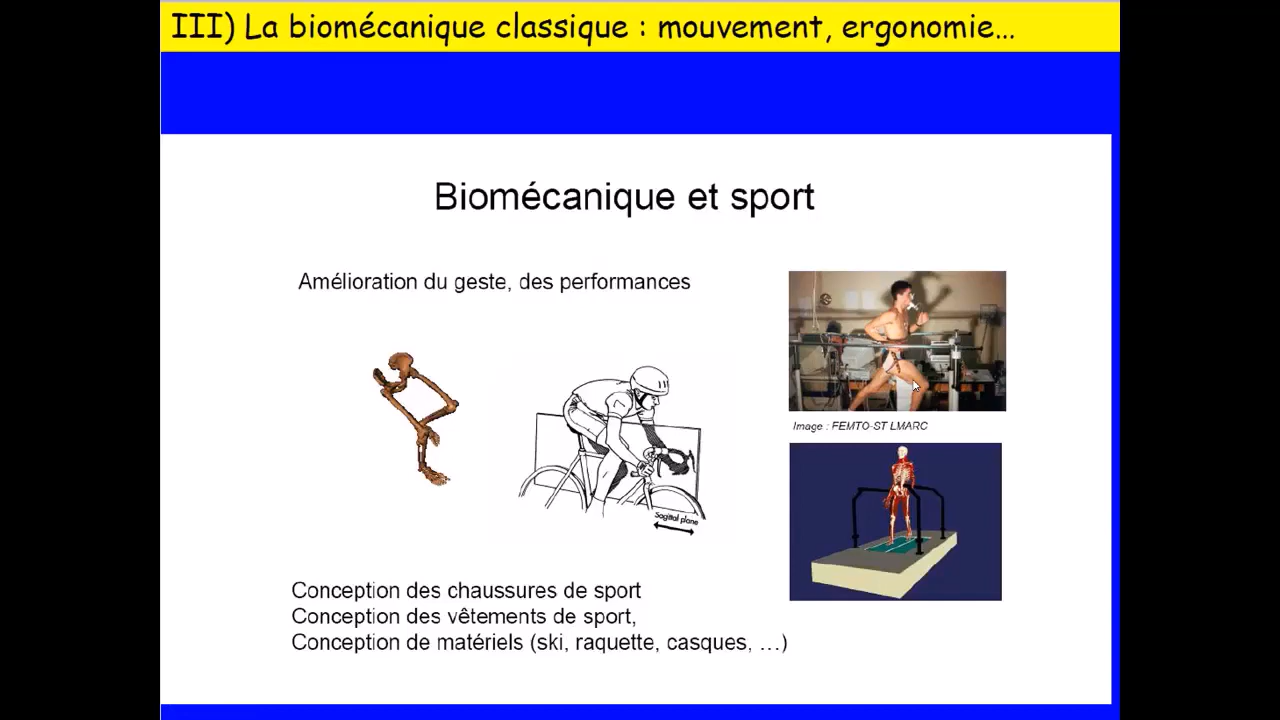 III) La biomécanique classique : mouvement, ergonomie...
Biomécanique et sport
Amélioration du geste, des performances
Image : FEMTO-ST LMARC
Sagittal plane
Conception des chaussures de sport
Conception des vêtements de sport,
Conception de matériels (ski, raquette, casques, ...)